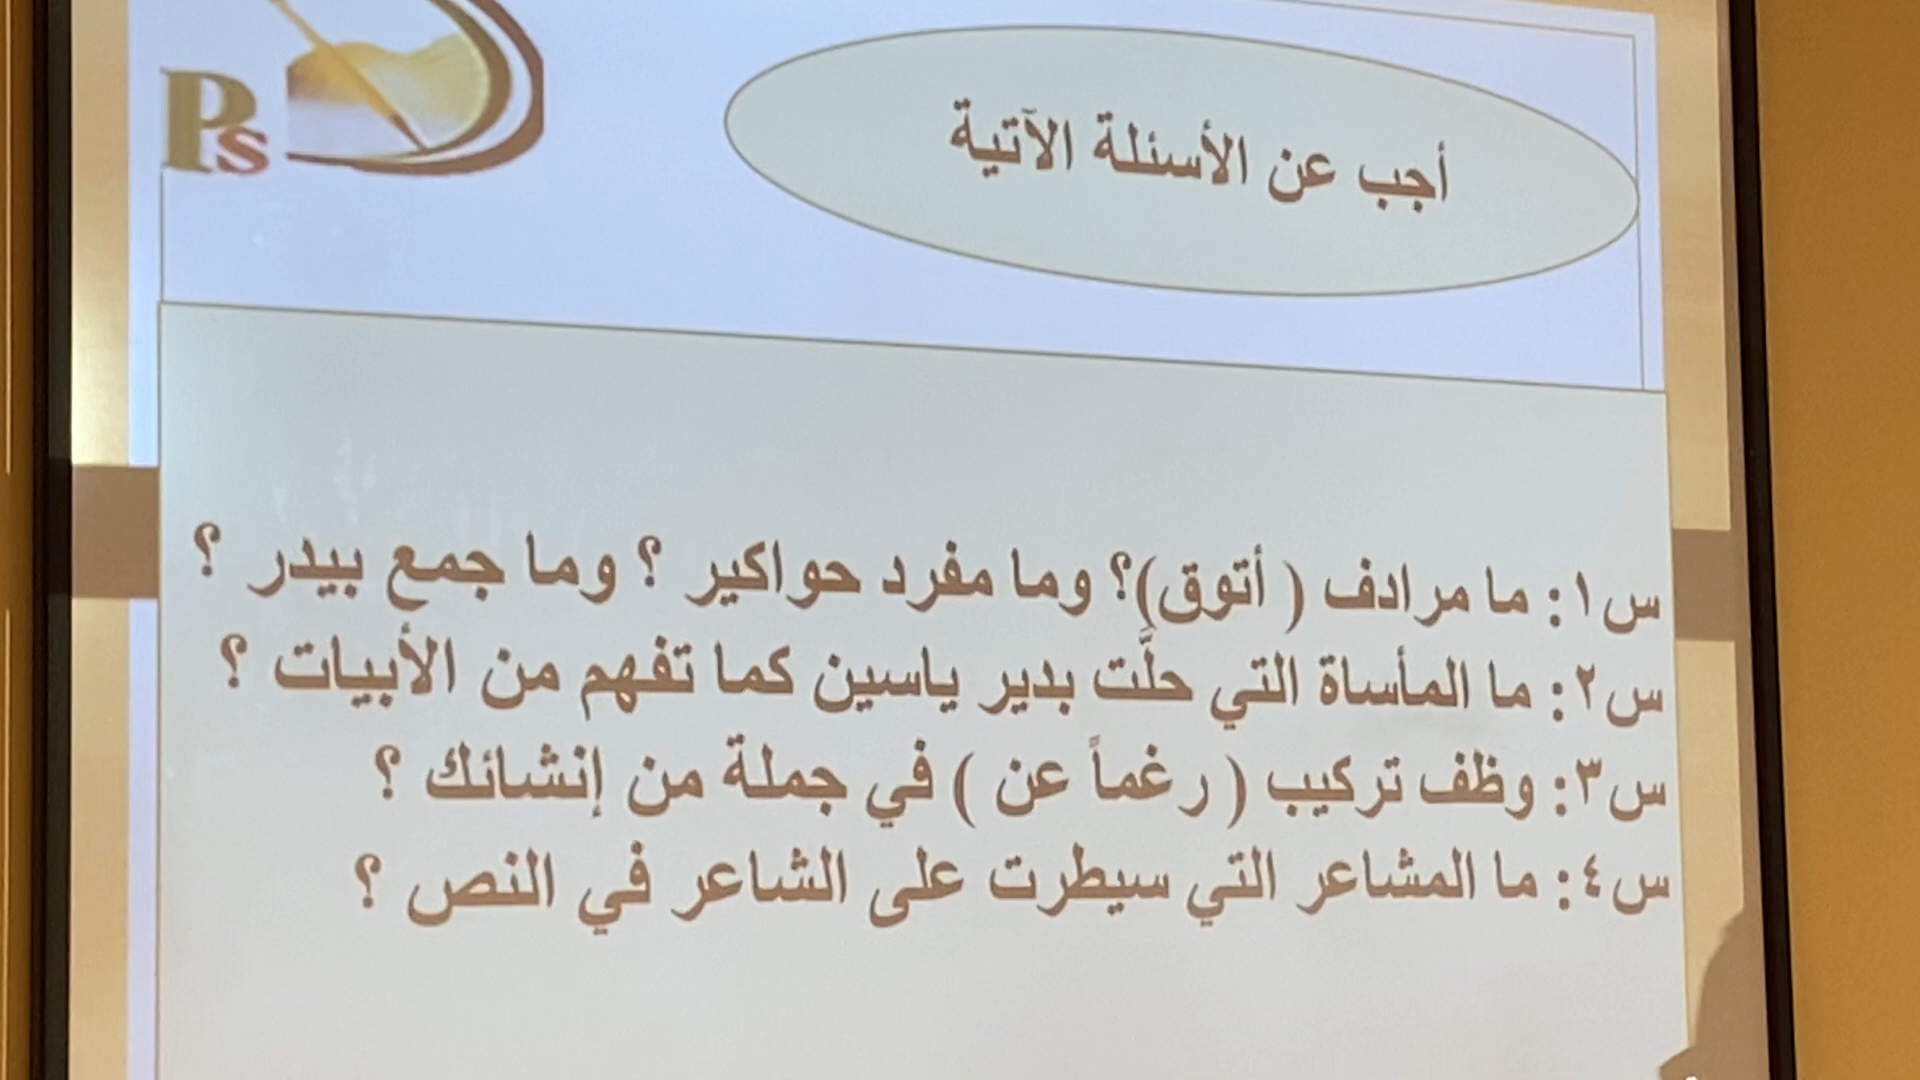 Ps
أجب عن الأسئلة الآتية
س١: ما مرادف ( أتوق)؟ وما مفرد حواكير ؟ وما جمع بيدر ؟
س٢: ما المأساة التي حلَّت بدير ياسين كما تفهم من الأبيات ؟
س٣: وظف تركيب ( رغماً عن ) في جملة من إنشائك ؟
س٤: ما المشاعر التي سيطرت على الشاعر في النص ؟